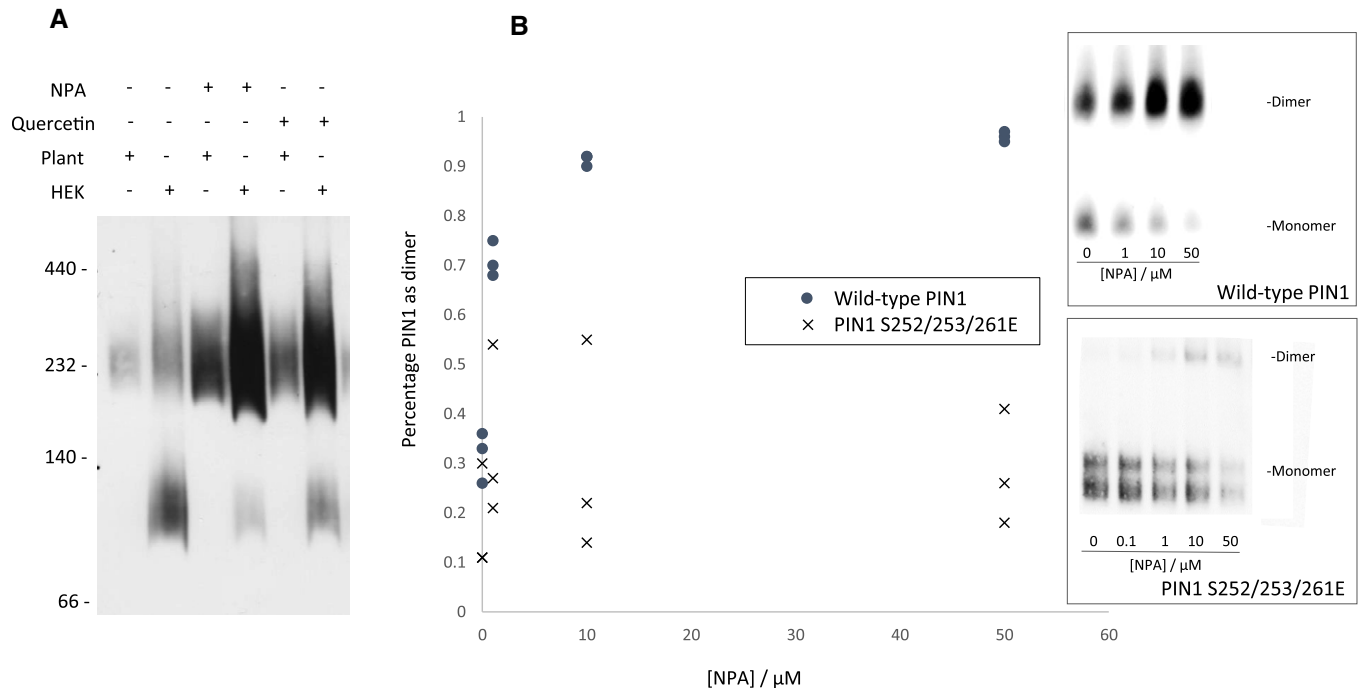 A
B
NPA - - + + - -
Quercetin - - - - + +
Plant + - + - + -
HEK - + - + - +
440 -
232 -
140 -
66 -
Percentage PIN1 as dimer
1
0.9
0.8
0.7
0.6
0.5
0.4
0.3
0.2
0.1
0
0 10 20 30 40 50 60
[NPA] / µM
Wild-type PIN1
PIN1 S252/253/261E
-Dimer
-Monomer
0 1 10 50
[NPA] / µM
Wild-type PIN1
-Dimer
-Monomer
0 0.1 1 10 50
[NPA] / µM
PIN1 S252/253/261E